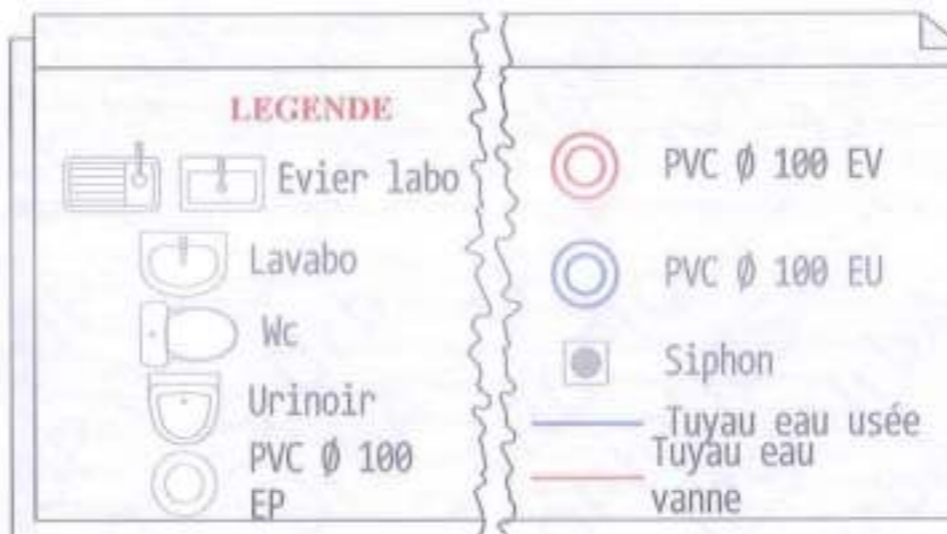 LEGENDE
Evier labo
Lavabo
Wc
Urinoir
PVC Ø 100
EP
PVC Ø 100 EV
PVC Ø 100 EU
Siphon
Tuyau eau usée
Tuyau eau
vanne